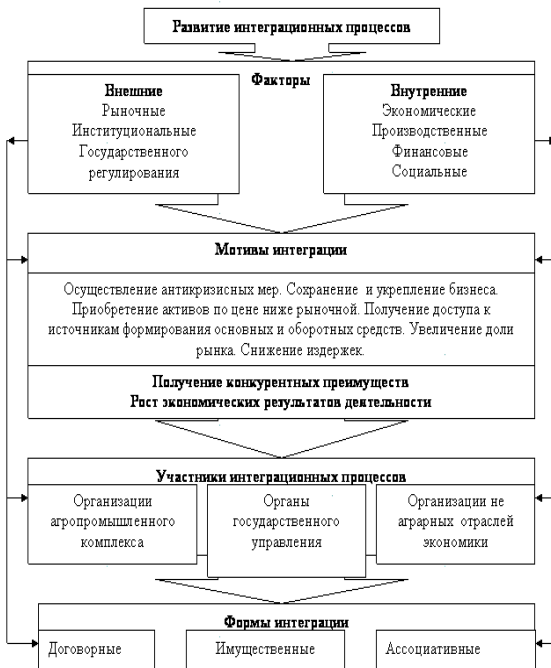 Развитие интеграционных процессов
Факторы
Внешние
Рыночные
Институциональные
Государственного
регулирования
Внутренние
Экономические
Производственные
Финансовые
Социальные
Мотивы интеграции
Осуществление антикризисных мер. Сохранение и укрепление бизнеса.
Приобретение активов по цене ниже рыночной. Получение доступа к
источникам формирования основных и оборотных средств. Увеличение доли
рынка. Снижение издержек.
Получение конкурентных преимуществ
Рост экономических результатов деятельности
Участники интеграционных процессов
Организации
агропромышленного
комплекса
Органы
государственного
управления
Организации не
аграрных отраслей
экономики
Формы интеграции
Договорные
Имущественные
Ассоциативные